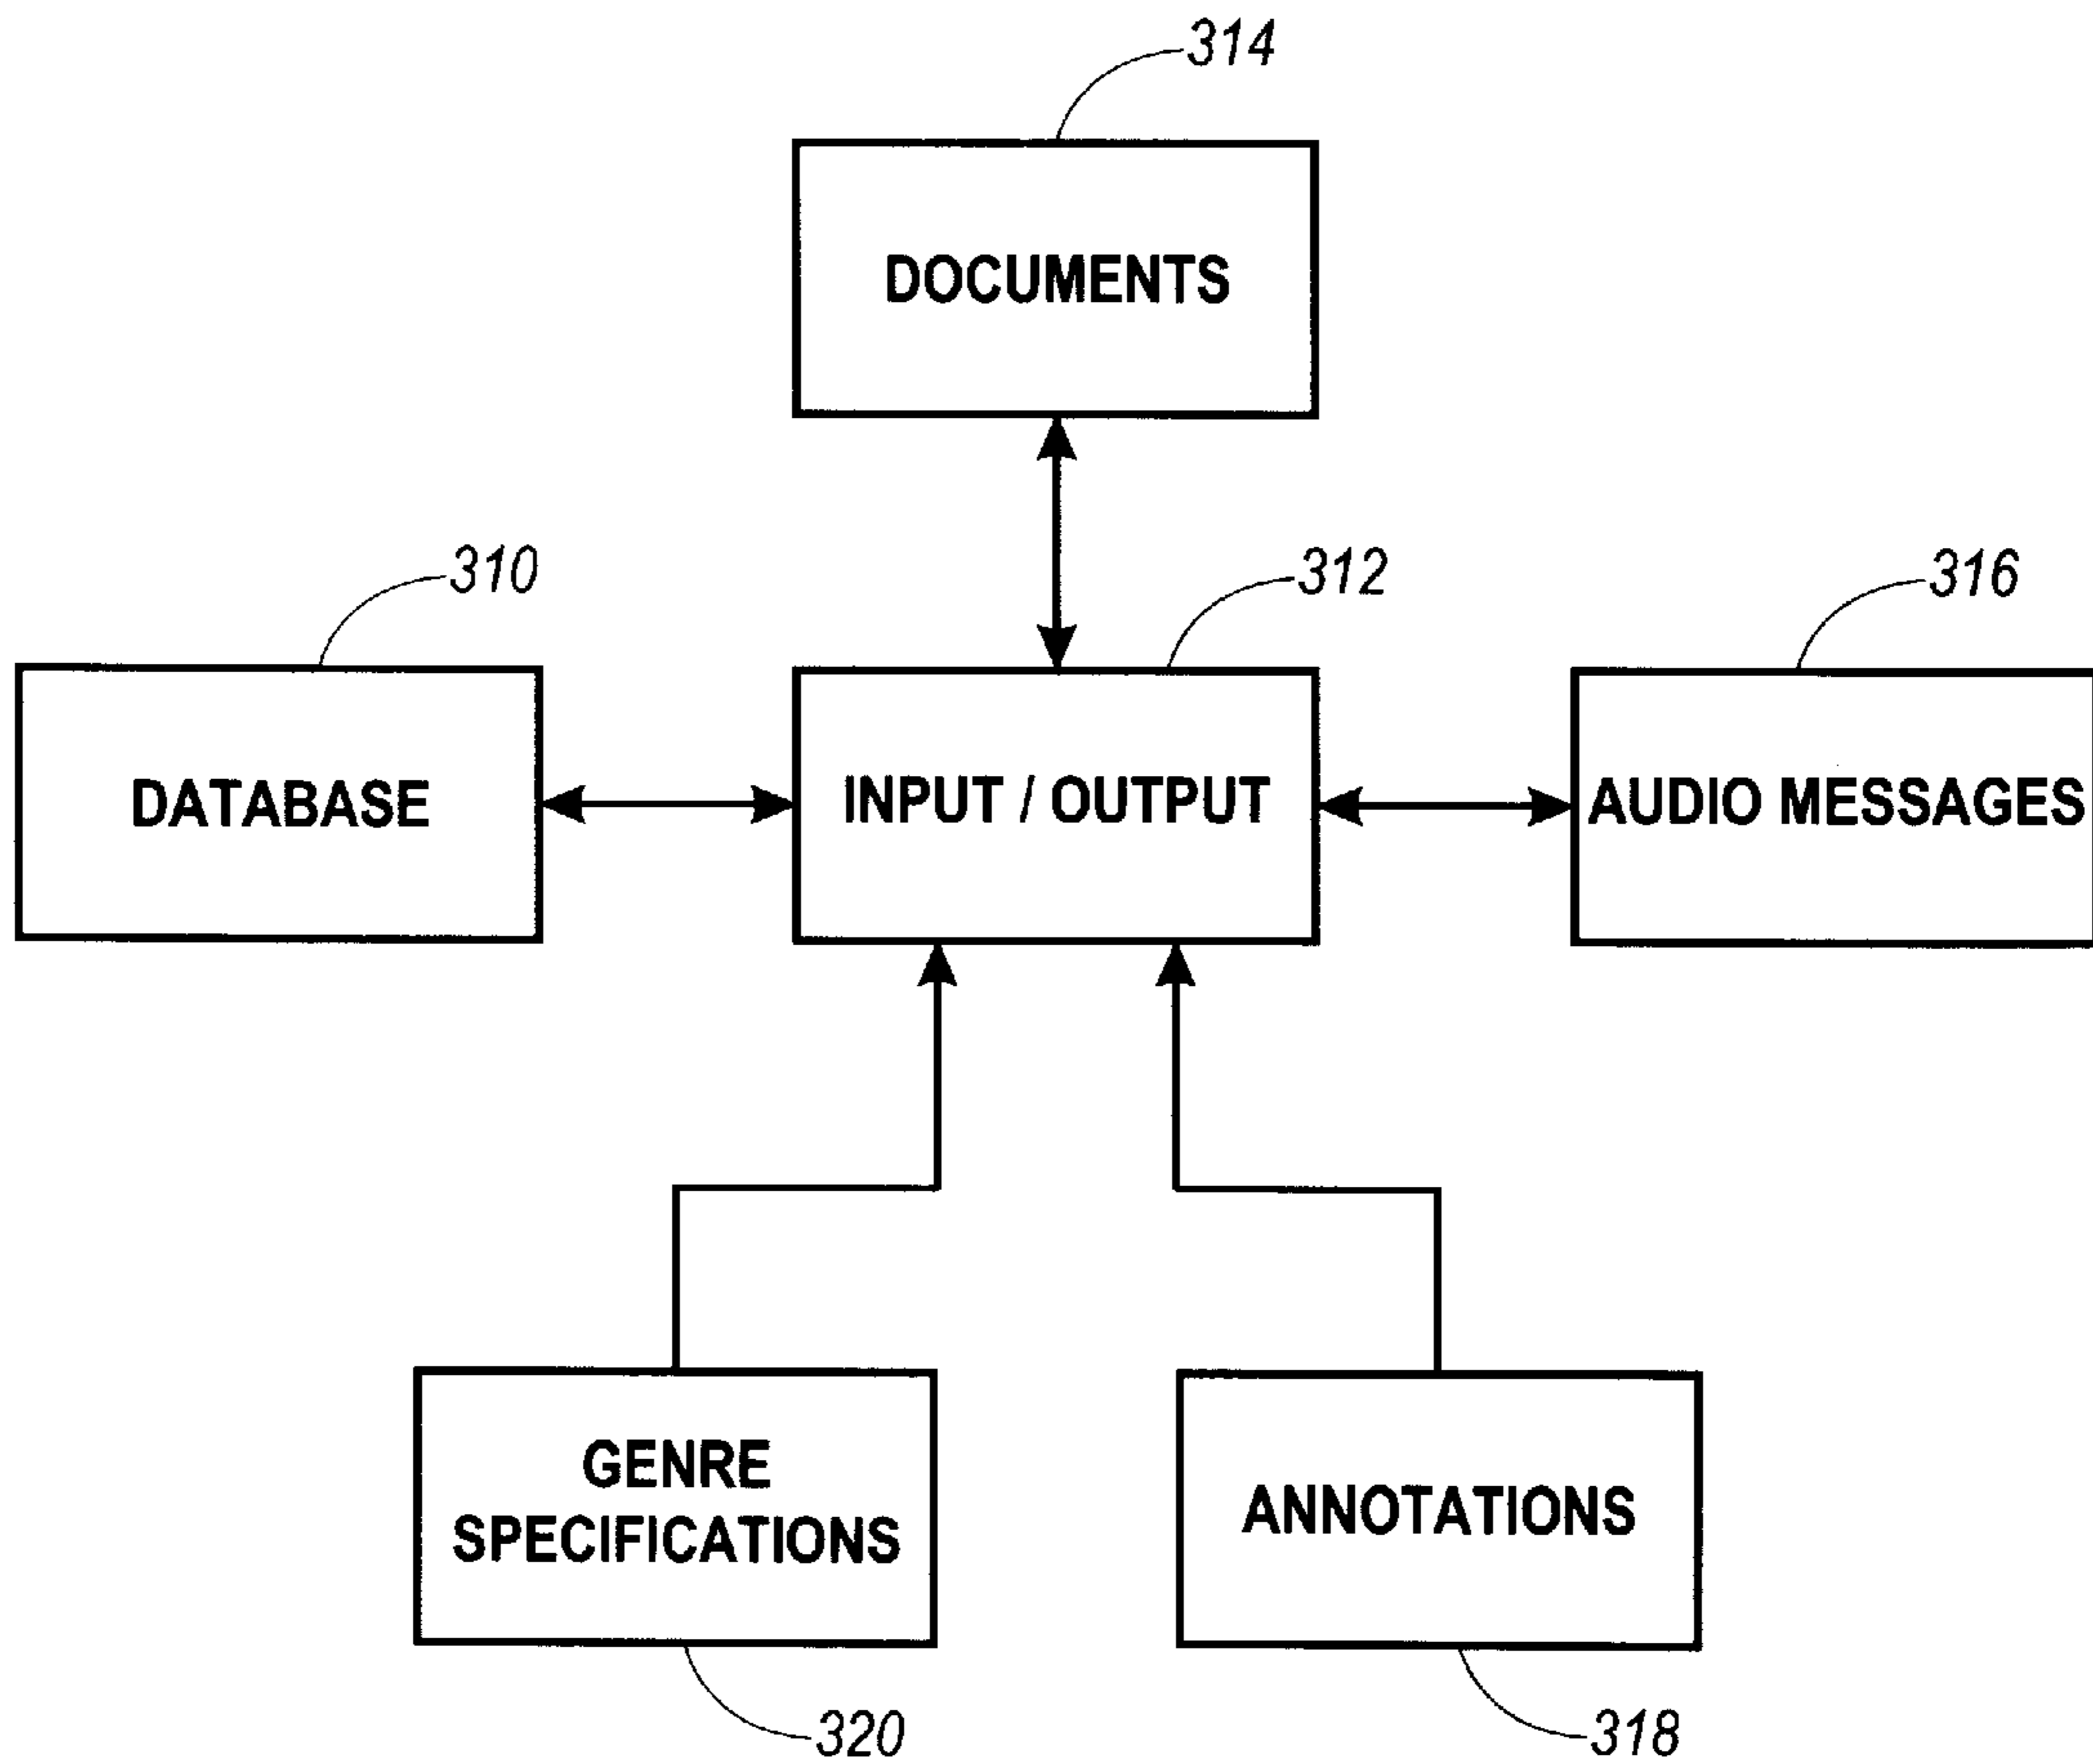 314
DOCUMENTS
310
312
316
DATABASE
INPUT / OUTPUT
AUDIO MESSAGES
GENRE
SPECIFICATIONS
ANNOTATIONS
320
318